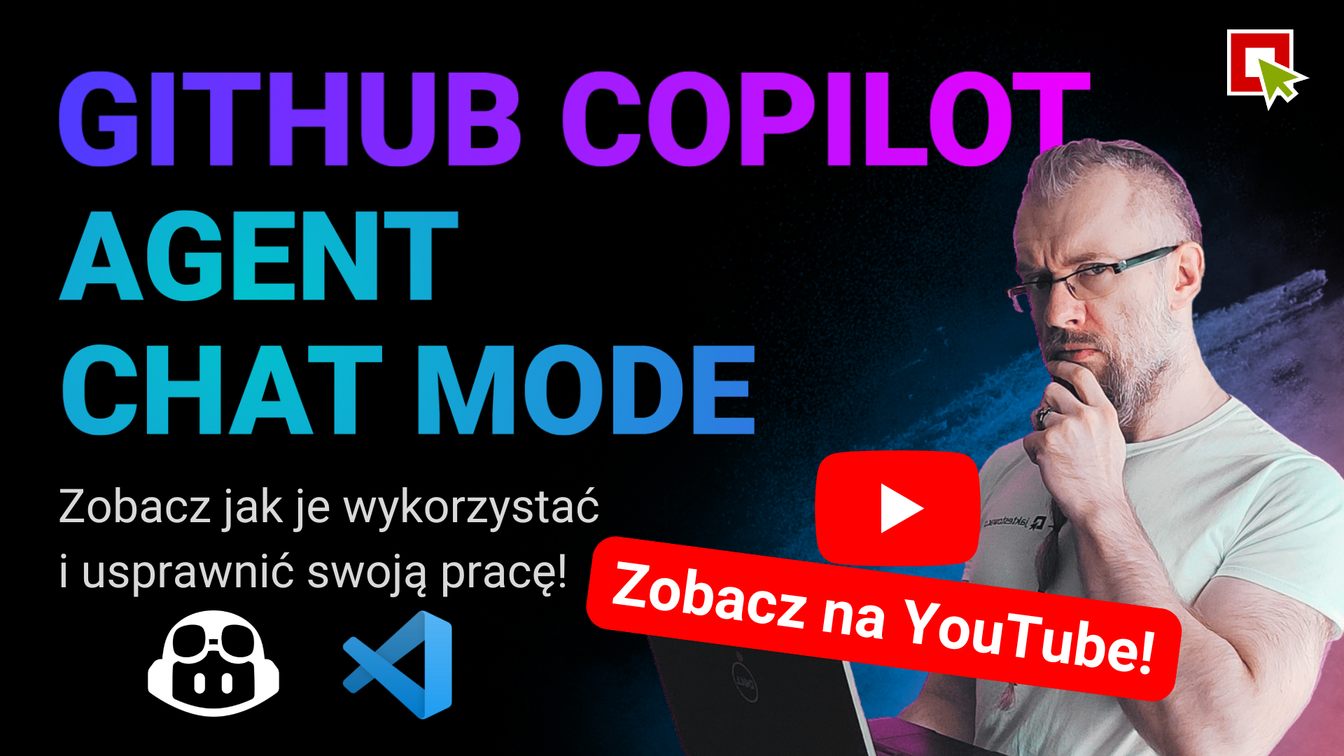 GITHUB COPILOT
AGENT
CHAT MODE
Zobacz jak je wykorzystać
i usprawnić swoją pracę!
Zobacz na YouTube!